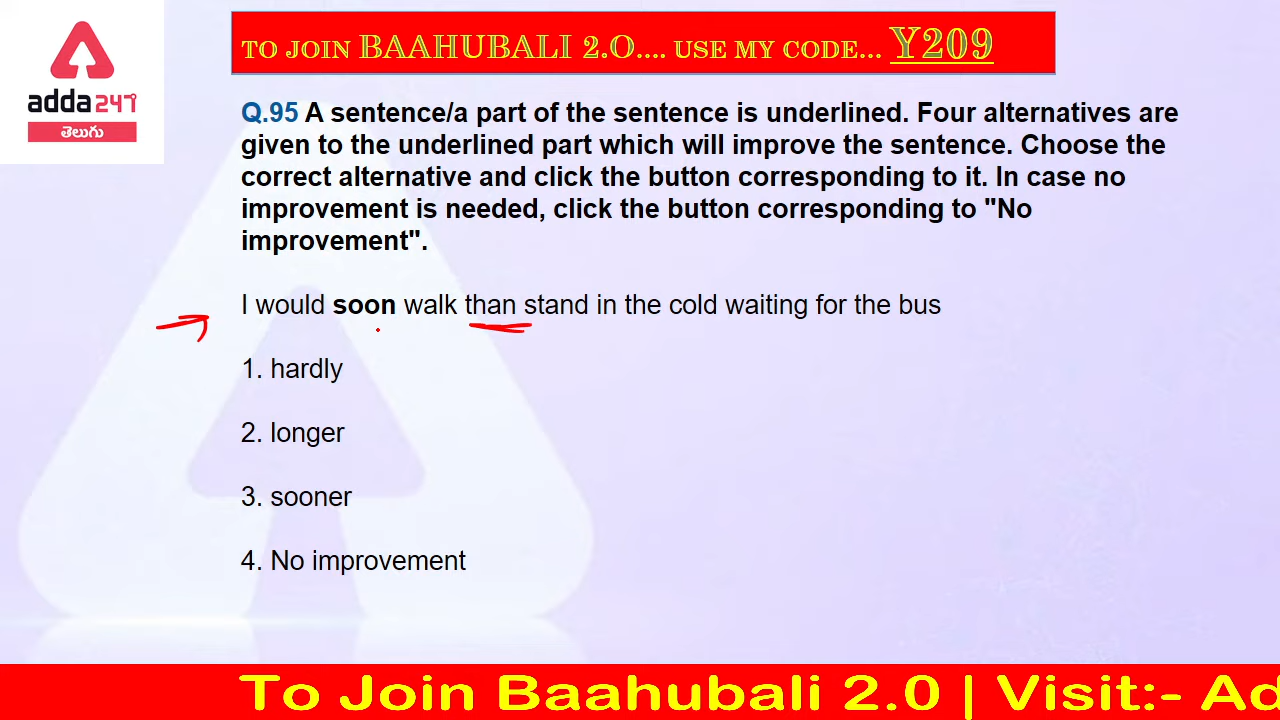 TO JOIN BAAHUBALI 2.O.... USE MY CODE... Y209
adda247
తెలుగు
Q.95 A sentence/a part of the sentence is underlined. Four alternatives are
given to the underlined part which will improve the sentence. Choose the
correct alternative and click the button corresponding to it. In case no
improvement is needed, click the button corresponding to "No
improvement".
I would soon walk than stand in the cold waiting for the bus
1. hardly
2. longer
3. sooner
4. No improvement
To Join Baahubali 2.0 | Visit:- Ad